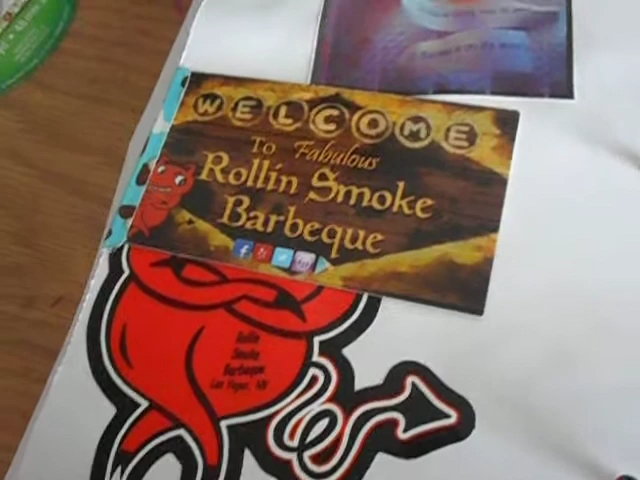 WELCOME
To Fabulous
Rollin Smoke
Barbeque
Rollin
Smoke
Barbeque
Las Vegas, NV